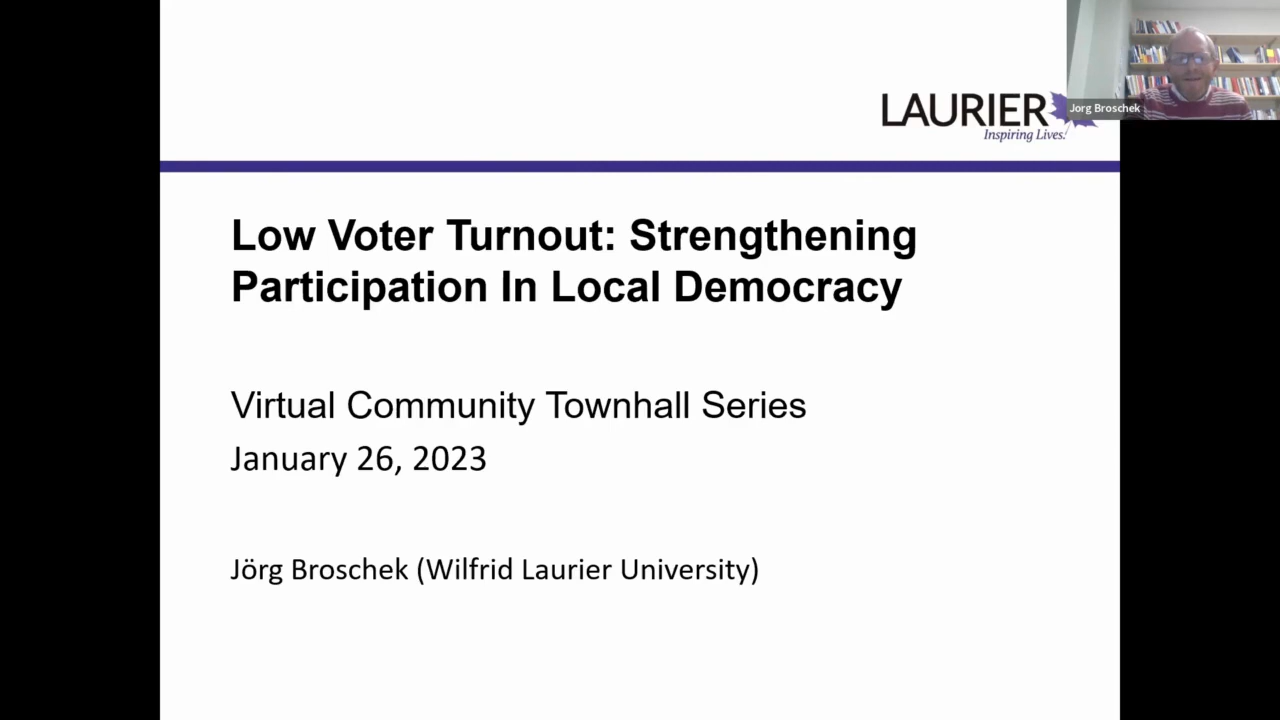 LAURIER
Inspiring Lives.
Jorg Broschek
Low Voter Turnout: Strengthening
Participation In Local Democracy
Virtual Community Townhall Series
January 26, 2023
Jörg Broschek (Wilfrid Laurier University)